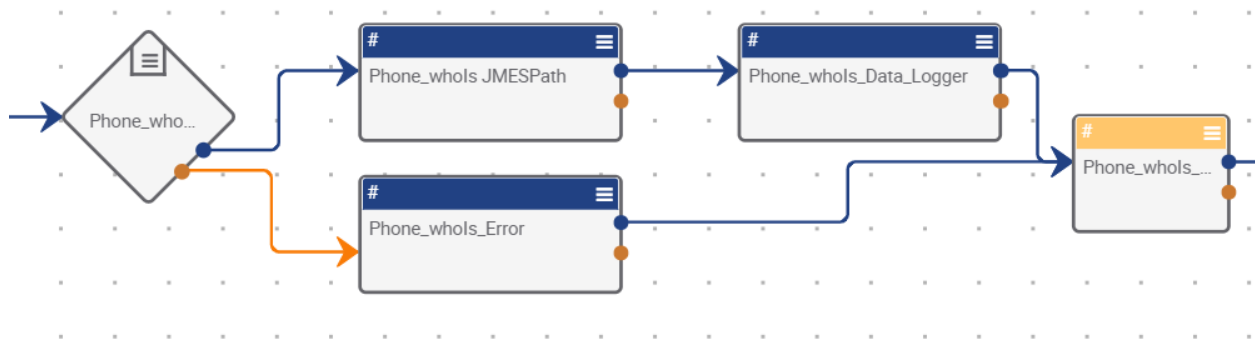 Phone_who...
#
Phone_whoIs JMESPath
#
Phone_whoIs_Data_Logger
#
Phone_whoIs_...
#
Phone_whoIs_Error